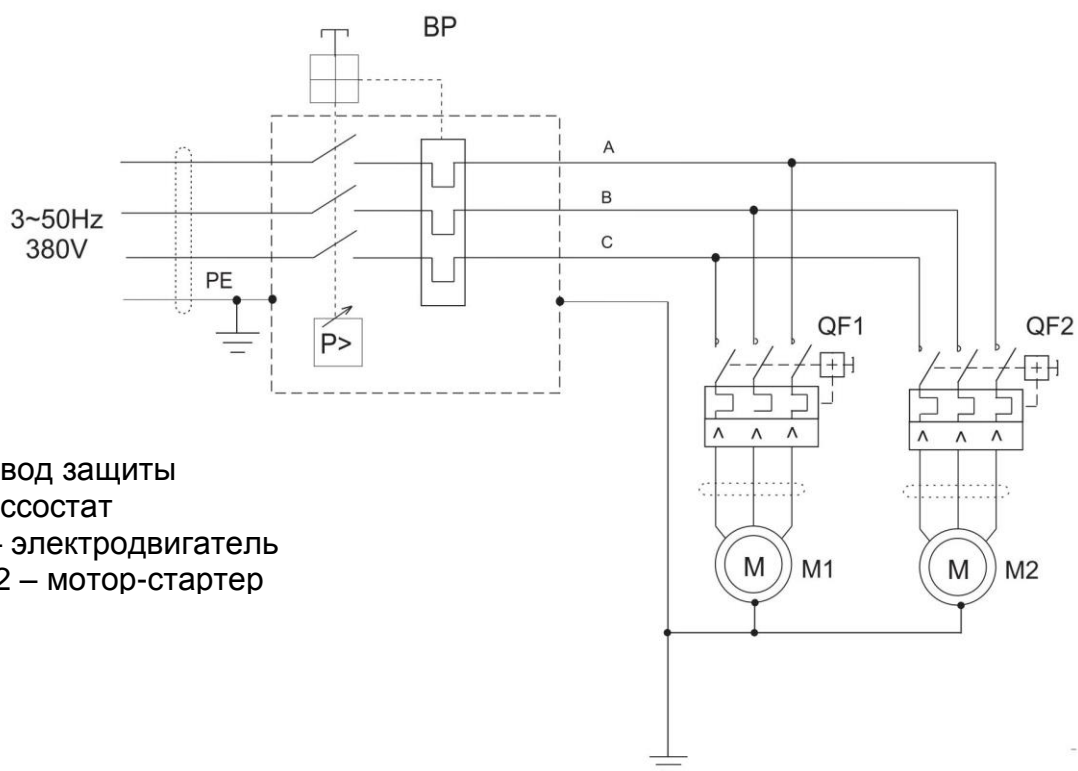 BP
A
3~50Hz
380V
B
C
PE
P>
QF1
QF2
вод защиты
ссостат
- электродвигатель
2 – мотор-стартер
M
M1
M
M2